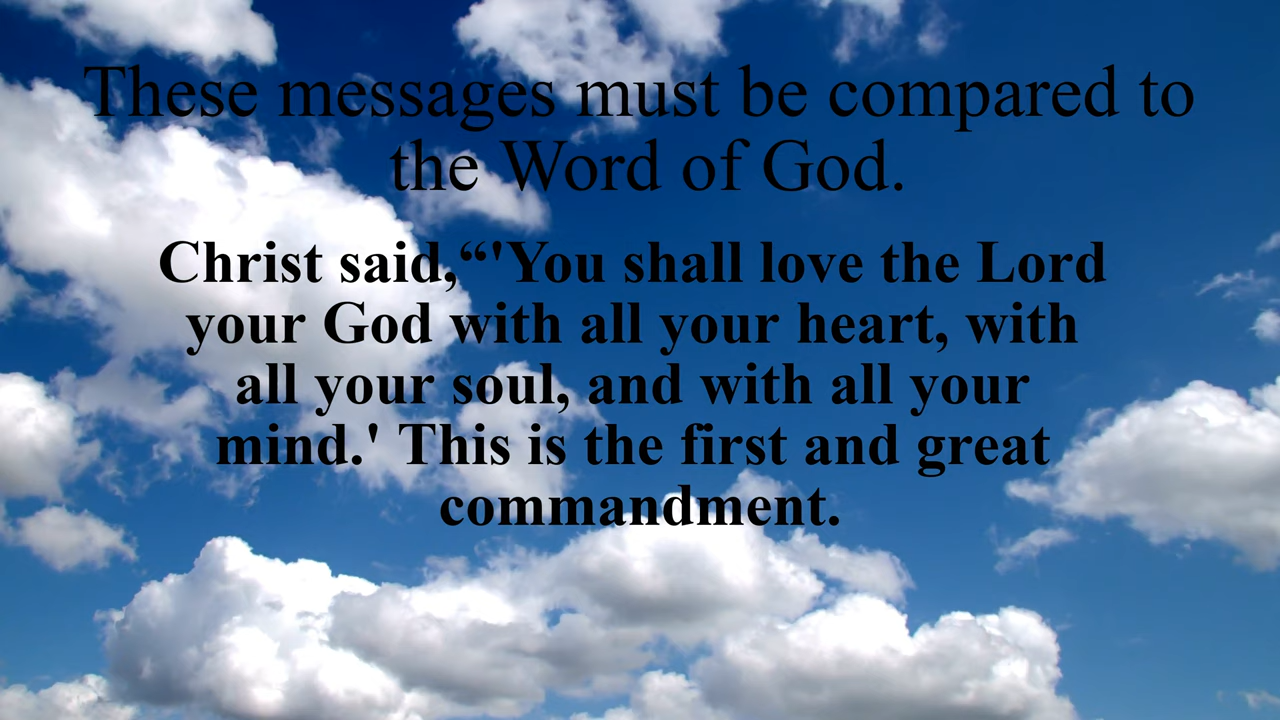 These messages must be compared to
the Word of God.
Christ said,“'You shall love the Lord
your God with all your heart, with
all your soul, and with all your
mind.' This is the first and great
commandment.